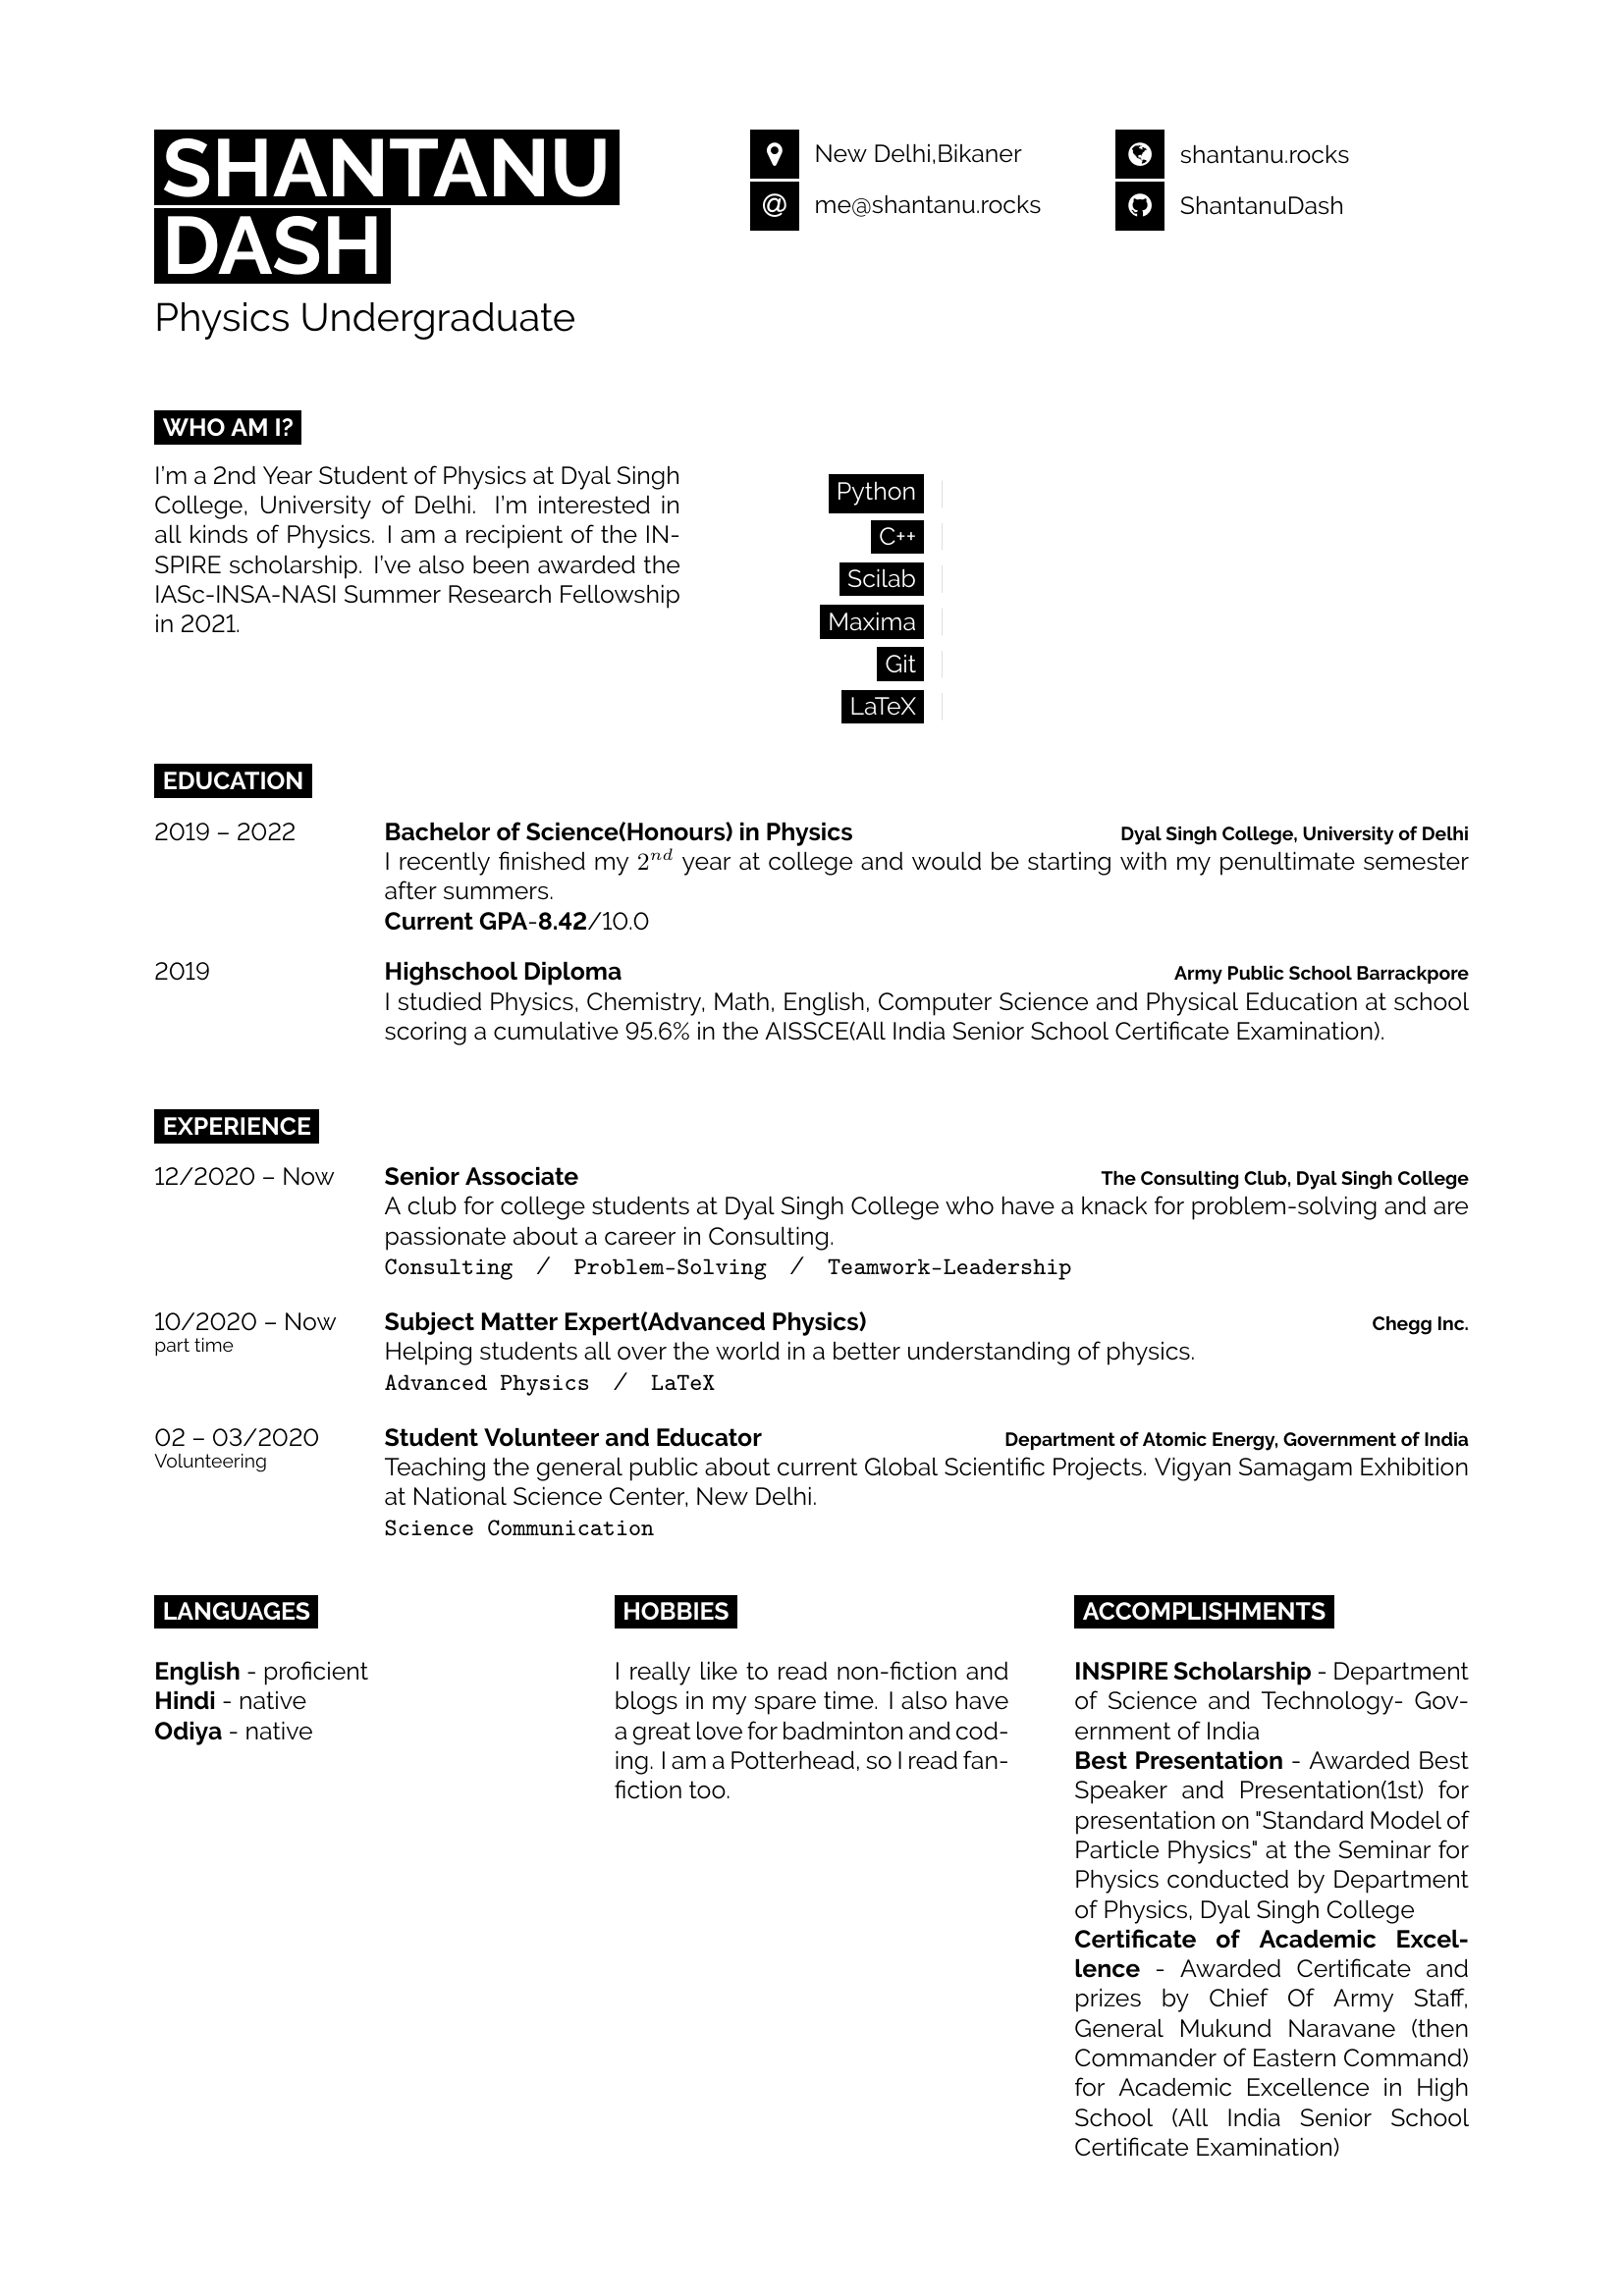 SHANTANU
DASH
Physics Undergraduate
New Delhi,Bikaner
me@shantanu.rocks
shantanu.rocks
ShantanuDash
WHO AM I?
I'm a 2nd Year Student of Physics at Dyal Singh
College, University of Delhi. I'm interested in
all kinds of Physics. I am a recipient of the IN-
SPIRE scholarship. I've also been awarded the
IASc-INSA-NASI Summer Research Fellowship
in 2021.
Python
C++
Scilab
Maxima
Git
LaTeX
EDUCATION
2019 – 2022
Bachelor of Science(Honours) in Physics
Dyal Singh College, University of Delhi
I recently finished my 2nd year at college and would be starting with my penultimate semester
after summers.
Current GPA-8.42/10.0
2019
Highschool Diploma
Army Public School Barrackpore
I studied Physics, Chemistry, Math, English, Computer Science and Physical Education at school
scoring a cumulative 95.6% in the AISSCE(All India Senior School Certificate Examination).
EXPERIENCE
12/2020 – Now
Senior Associate
The Consulting Club, Dyal Singh College
A club for college students at Dyal Singh College who have a knack for problem-solving and are
passionate about a career in Consulting.
Consulting / Problem-Solving / Teamwork-Leadership
10/2020 – Now
part time
Subject Matter Expert(Advanced Physics)
Chegg Inc.
Helping students all over the world in a better understanding of physics.
Advanced Physics / LaTeX
02 – 03/2020
Volunteering
Student Volunteer and Educator
Department of Atomic Energy, Government of India
Teaching the general public about current Global Scientific Projects. Vigyan Samagam Exhibition
at National Science Center, New Delhi.
Science Communication
LANGUAGES
English - proficient
Hindi - native
Odiya - native
HOBBIES
I really like to read non-fiction and
blogs in my spare time. I also have
a great love for badminton and cod-
ing. I am a Potterhead, so I read fan-
fiction too.
ACCOMPLISHMENTS
INSPIRE Scholarship - Department
of Science and Technology- Gov-
ernment of India
Best Presentation - Awarded Best
Speaker and Presentation(1st) for
presentation on "Standard Model of
Particle Physics" at the Seminar for
Physics conducted by Department
of Physics, Dyal Singh College
Certificate of Academic Excel-
lence - Awarded Certificate and
prizes by Chief Of Army Staff,
General Mukund Naravane (then
Commander of Eastern Command)
for Academic Excellence in High
School (All India Senior School
Certificate Examination)